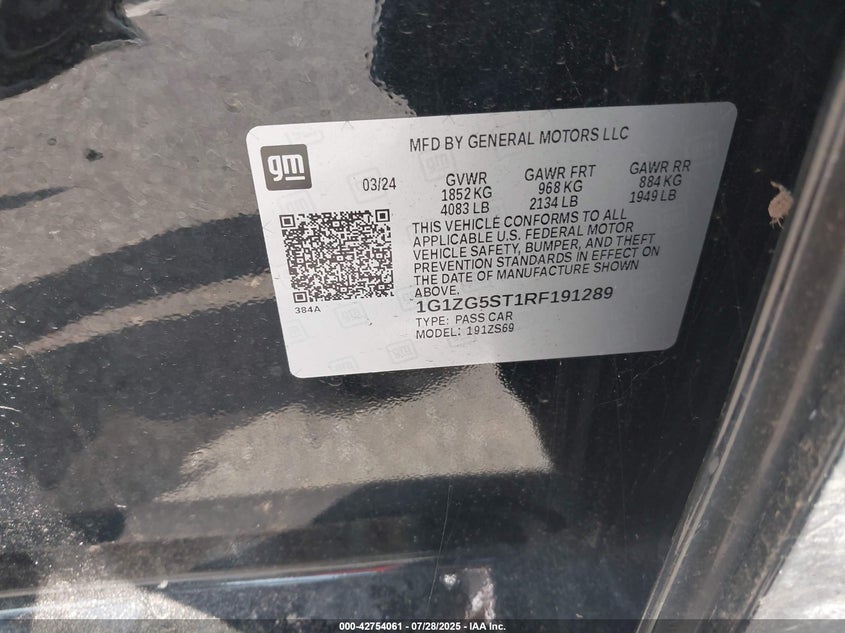 MFD BY GENERAL MOTORS LLC
gm
03/24 GVWR GAWR FRT GAWR RR
1852 KG 968 KG 884 KG
4083 LB 2134 LB 1949 LB
THIS VEHICLE CONFORMS TO ALL
APPLICABLE U.S. FEDERAL MOTOR
VEHICLE SAFETY, BUMPER, AND THEFT
PREVENTION STANDARDS IN EFFECT ON
THE DATE OF MANUFACTURE SHOWN
ABOVE.
384A
1G1ZG5ST1RF191289
TYPE: PASS CAR
MODEL: 191ZS69
000-42754061 - 07/28/2025 - IAA Inc.